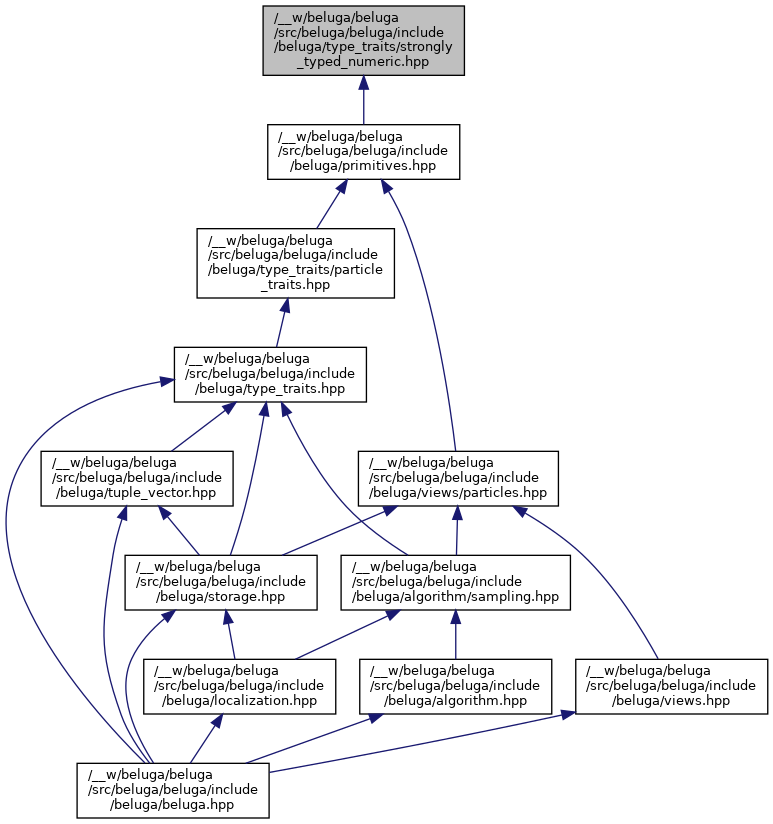 /__w/beluga/beluga
/src/beluga/beluga/include
/beluga/type_traits/strongly
_typed_numeric.hpp
/__w/beluga/beluga
/src/beluga/beluga/include
/beluga/primitives.hpp
/__w/beluga/beluga
/src/beluga/beluga/include
/beluga/type_traits/particle
_traits.hpp
/__w/beluga/beluga
/src/beluga/beluga/include
/beluga/type_traits.hpp
/__w/beluga/beluga
/src/beluga/beluga/include
/beluga/tuple_vector.hpp
/__w/beluga/beluga
/src/beluga/beluga/include
/beluga/views/particles.hpp
/__w/beluga/beluga
/src/beluga/beluga/include
/beluga/storage.hpp
/__w/beluga/beluga
/src/beluga/beluga/include
/beluga/algorithm/sampling.hpp
/__w/beluga/beluga
/src/beluga/beluga/include
/beluga/localization.hpp
/__w/beluga/beluga
/src/beluga/beluga/include
/beluga/algorithm.hpp
/__w/beluga/beluga
/src/beluga/beluga/include
/beluga/views.hpp
/__w/beluga/beluga
/src/beluga/beluga/include
/beluga/beluga.hpp